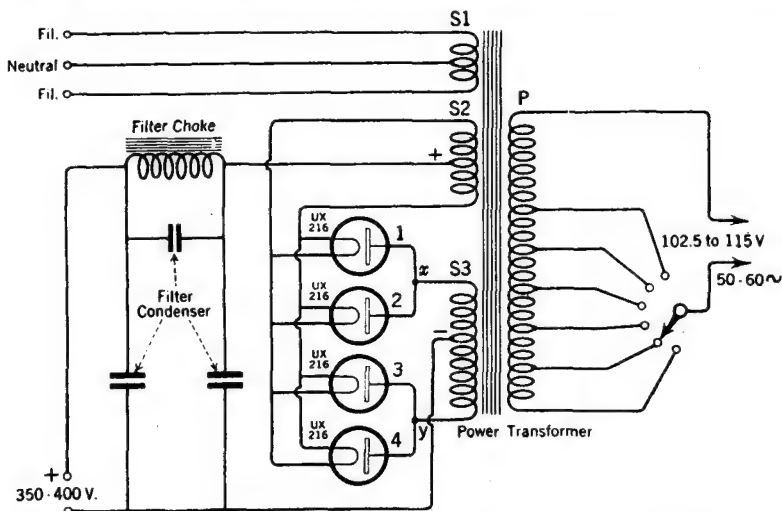 S1
Fil.
Neutral
Fil.
S2
P
Filter Choke
+
UX
216
1
102.5 to 115 V
x
S3
50-60~
UX
216
2
Filter
Condenser
-
UX
216
3
y
Power Transformer
UX
216
4
+
350-400 V.
-